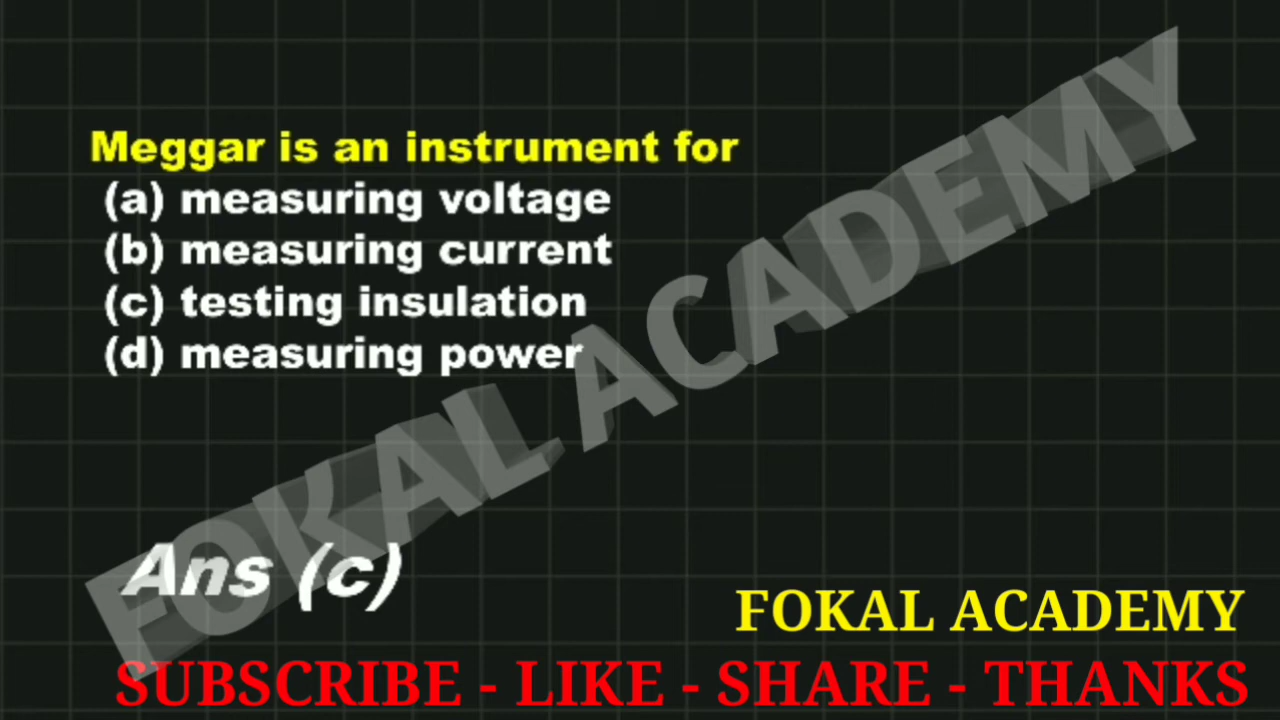 Meggar is an instrument for
(a) measuring voltage
(b) measuring current
(c) testing insulation
(d) measuring power
FOKAL ACADEMY
Ans (c)
FOKAL ACADEMY
SUBSCRIBE - LIKE - SHARE - THANKS